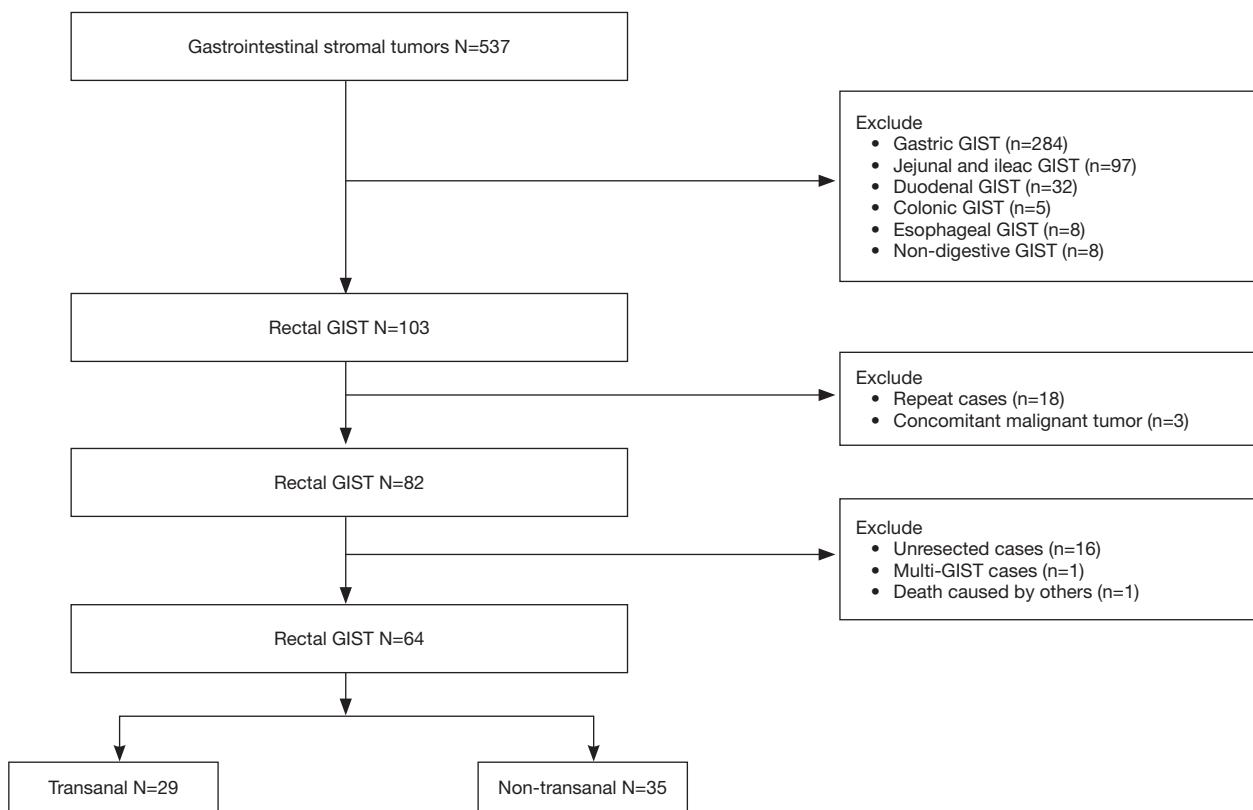 Gastrointestinal stromal tumors N=537
Exclude
• Gastric GIST (n=284)
• Jejunal and ileac GIST (n=97)
• Duodenal GIST (n=32)
• Colonic GIST (n=5)
• Esophageal GIST (n=8)
• Non-digestive GIST (n=8)
Rectal GIST N=103
Exclude
• Repeat cases (n=18)
• Concomitant malignant tumor (n=3)
Rectal GIST N=82
Exclude
• Unresected cases (n=16)
• Multi-GIST cases (n=1)
• Death caused by others (n=1)
Rectal GIST N=64
Transanal N=29
Non-transanal N=35